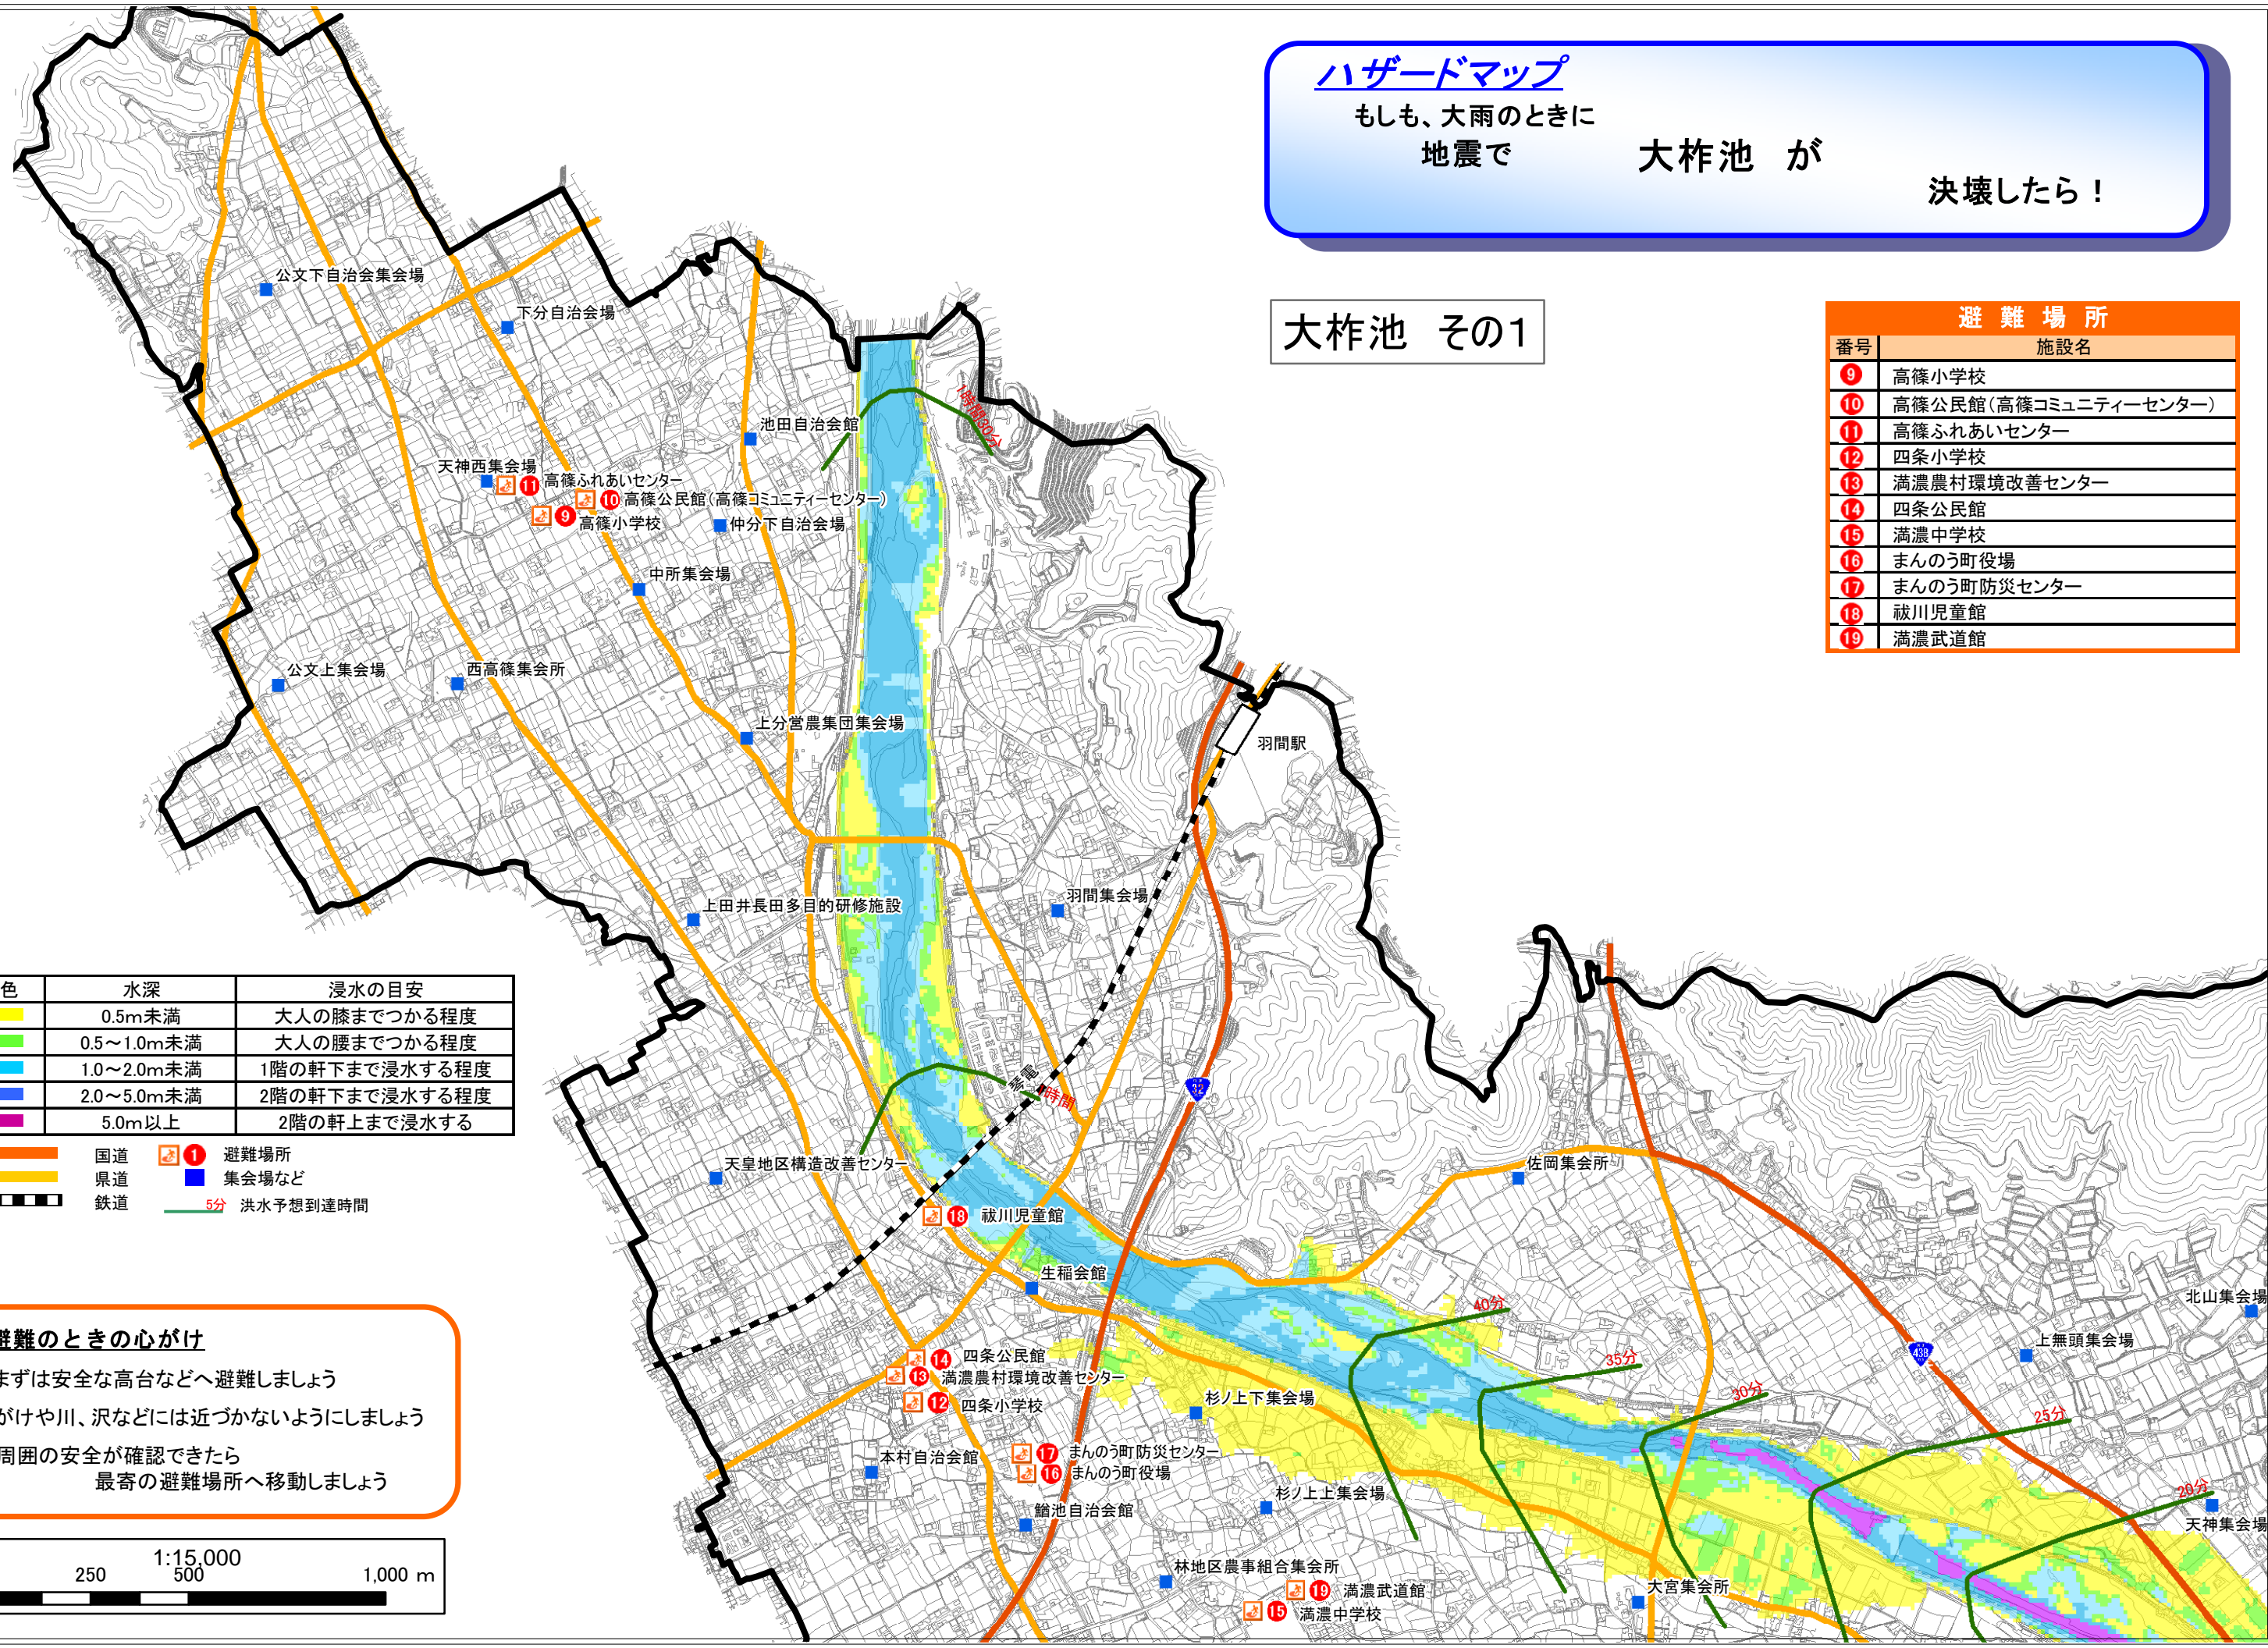 ハザードマップ
もしも、大雨のときに
地震で
大柞池 が
決壊したら！
大柞池 その1
避難場所
番号 施設名
9 高篠小学校
10 高篠公民館(高篠コミュニティーセンター)
11 高篠ふれあいセンター
12 四条小学校
13 満濃農村環境改善センター
14 四条公民館
15 満濃中学校
16 まんのう町役場
17 まんのう町防災センター
18 祓川児童館
19 満濃武道館
公文下自治会集会場
下分自治会場
池田自治会館
1時間30分
天神西集会場
11 高篠ふれあいセンター
10 高篠公民館(高篠コミュニティーセンター)
9 高篠小学校
仲分下自治会場
中所集会場
公文上集会場
西高篠集会所
上分営農集団集会場
羽間駅
羽間集会場
上田井長田多目的研修施設
琴電
1時間
32
天皇地区構造改善センター
佐岡集会所
18 祓川児童館
生稲会館
北山集会場
上無頭集会場
438
40分
35分
30分
25分
20分
14 四条公民館
13 満濃農村環境改善センター
12 四条小学校
杉ノ上下集会場
本村自治会館
17 まんのう町防災センター
16 まんのう町役場
杉ノ上上集会場
鰌池自治会館
天神集会場
林地区農事組合集会所
19 満濃武道館
15 満濃中学校
大宮集会所
色 水深 浸水の目安
0.5m未満 大人の膝までつかる程度
0.5～1.0m未満 大人の腰までつかる程度
1.0～2.0m未満 1階の軒下まで浸水する程度
2.0～5.0m未満 2階の軒下まで浸水する程度
5.0m以上 2階の軒上まで浸水する
国道 1 避難場所
県道 集会場など
鉄道 5分 洪水予想到達時間
避難のときの心がけ
まずは安全な高台などへ避難しましょう
がけや川、沢などには近づかないようにしましょう
周囲の安全が確認できたら
最寄の避難場所へ移動しましょう
1:15,000
250 500 1,000 m